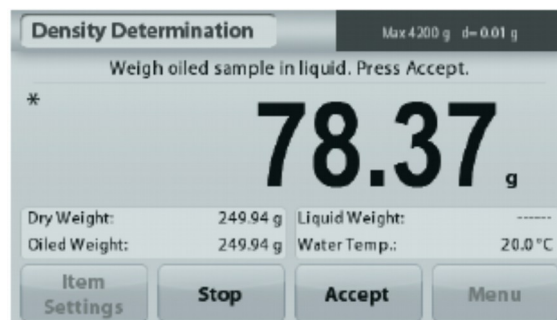 Density Determination
Max 4200 g d=0.01 g
Weigh oiled sample in liquid. Press Accept.
*
78.37 g
Dry Weight: 249.94 g Liquid Weight: ------
Oiled Weight: 249.94 g Water Temp.: 20.0°C
Item Settings Stop Accept Menu